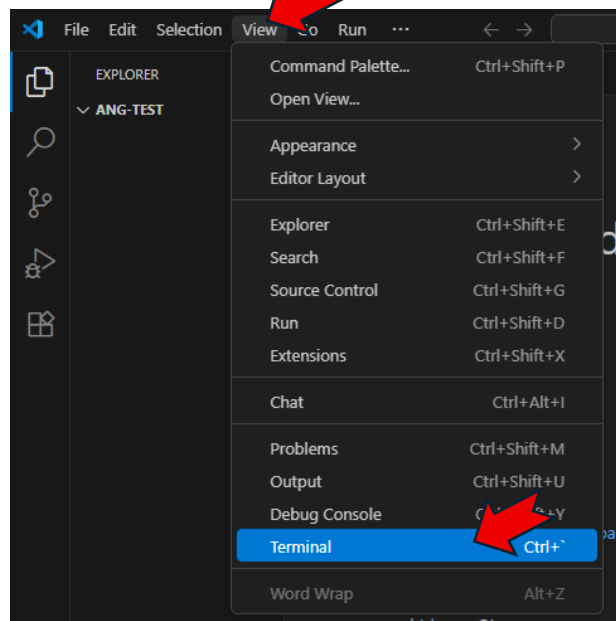 File Edit Selection View Go Run ···
EXPLORER
ANG-TEST
Command Palette... Ctrl+Shift+P
Open View...
Appearance
Editor Layout
Explorer Ctrl+Shift+E
Search Ctrl+Shift+F
Source Control Ctrl+Shift+G
Run Ctrl+Shift+D
Extensions Ctrl+Shift+X
Chat Ctrl+Alt+I
Problems Ctrl+Shift+M
Output Ctrl+Shift+U
Debug Console
Terminal Ctrl+`
Word Wrap Alt+Z